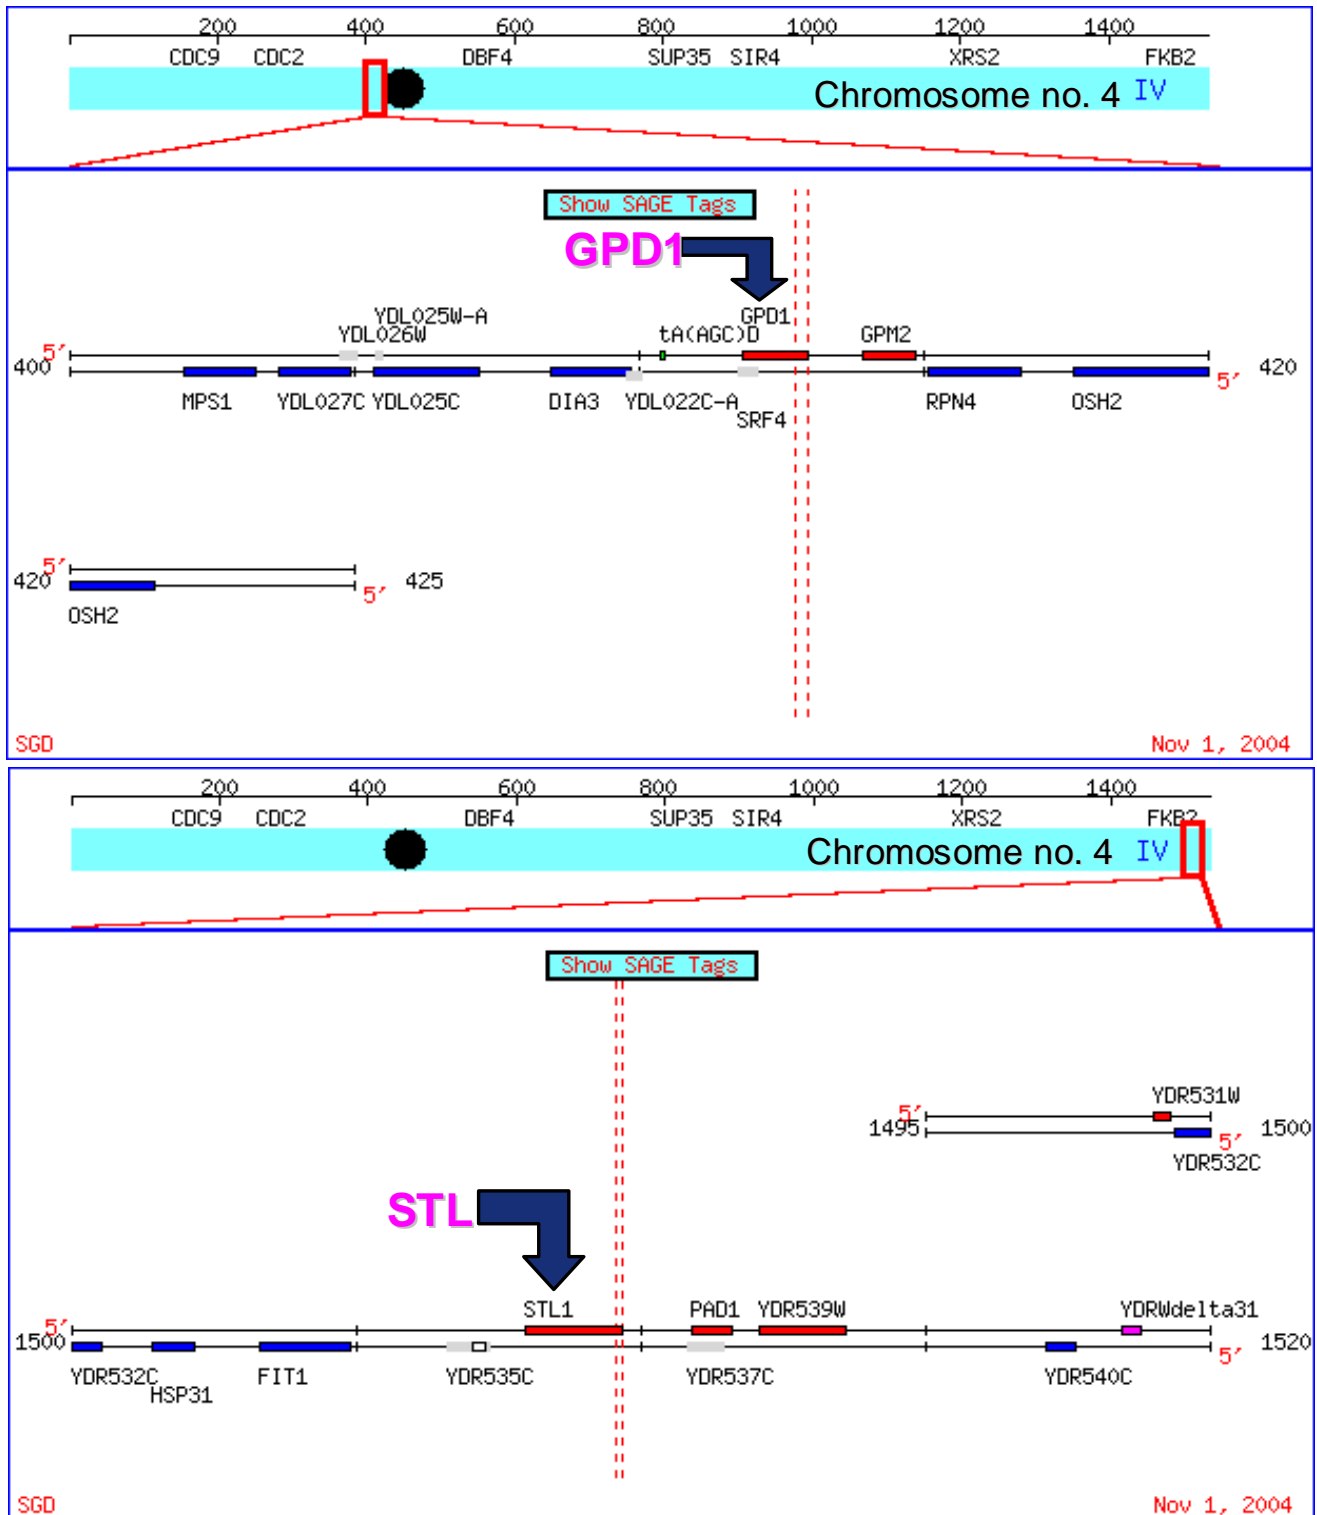 200 400 600 800 1000 1200 1400
CDC9 CDC2 DBF4 SUP35 SIR4 XRS2 FKB2
Chromosome no. 4 IV
Show SAGE Tags
GPD1
YDL025W-A GPD1
YDL026W tA(AGC)D GPM2
5′
400 5′ 420
MPS1 YDL027C YDL025C DIA3 YDL022C-A RPN4 OSH2
SRF4
5′
420 5′ 425
OSH2
SGD Nov 1, 2004
200 400 600 800 1000 1200 1400
CDC9 CDC2 DBF4 SUP35 SIR4 XRS2 FKB2
Chromosome no. 4 IV
Show SAGE Tags
YDR531W
5′
1495 5′ 1500
YDR532C
STL
STL1 PAD1 YDR539W YDRWdelta31
5′
1500 5′ 1520
YDR532C FIT1 YDR535C YDR537C YDR540C
HSP31
SGD Nov 1, 2004